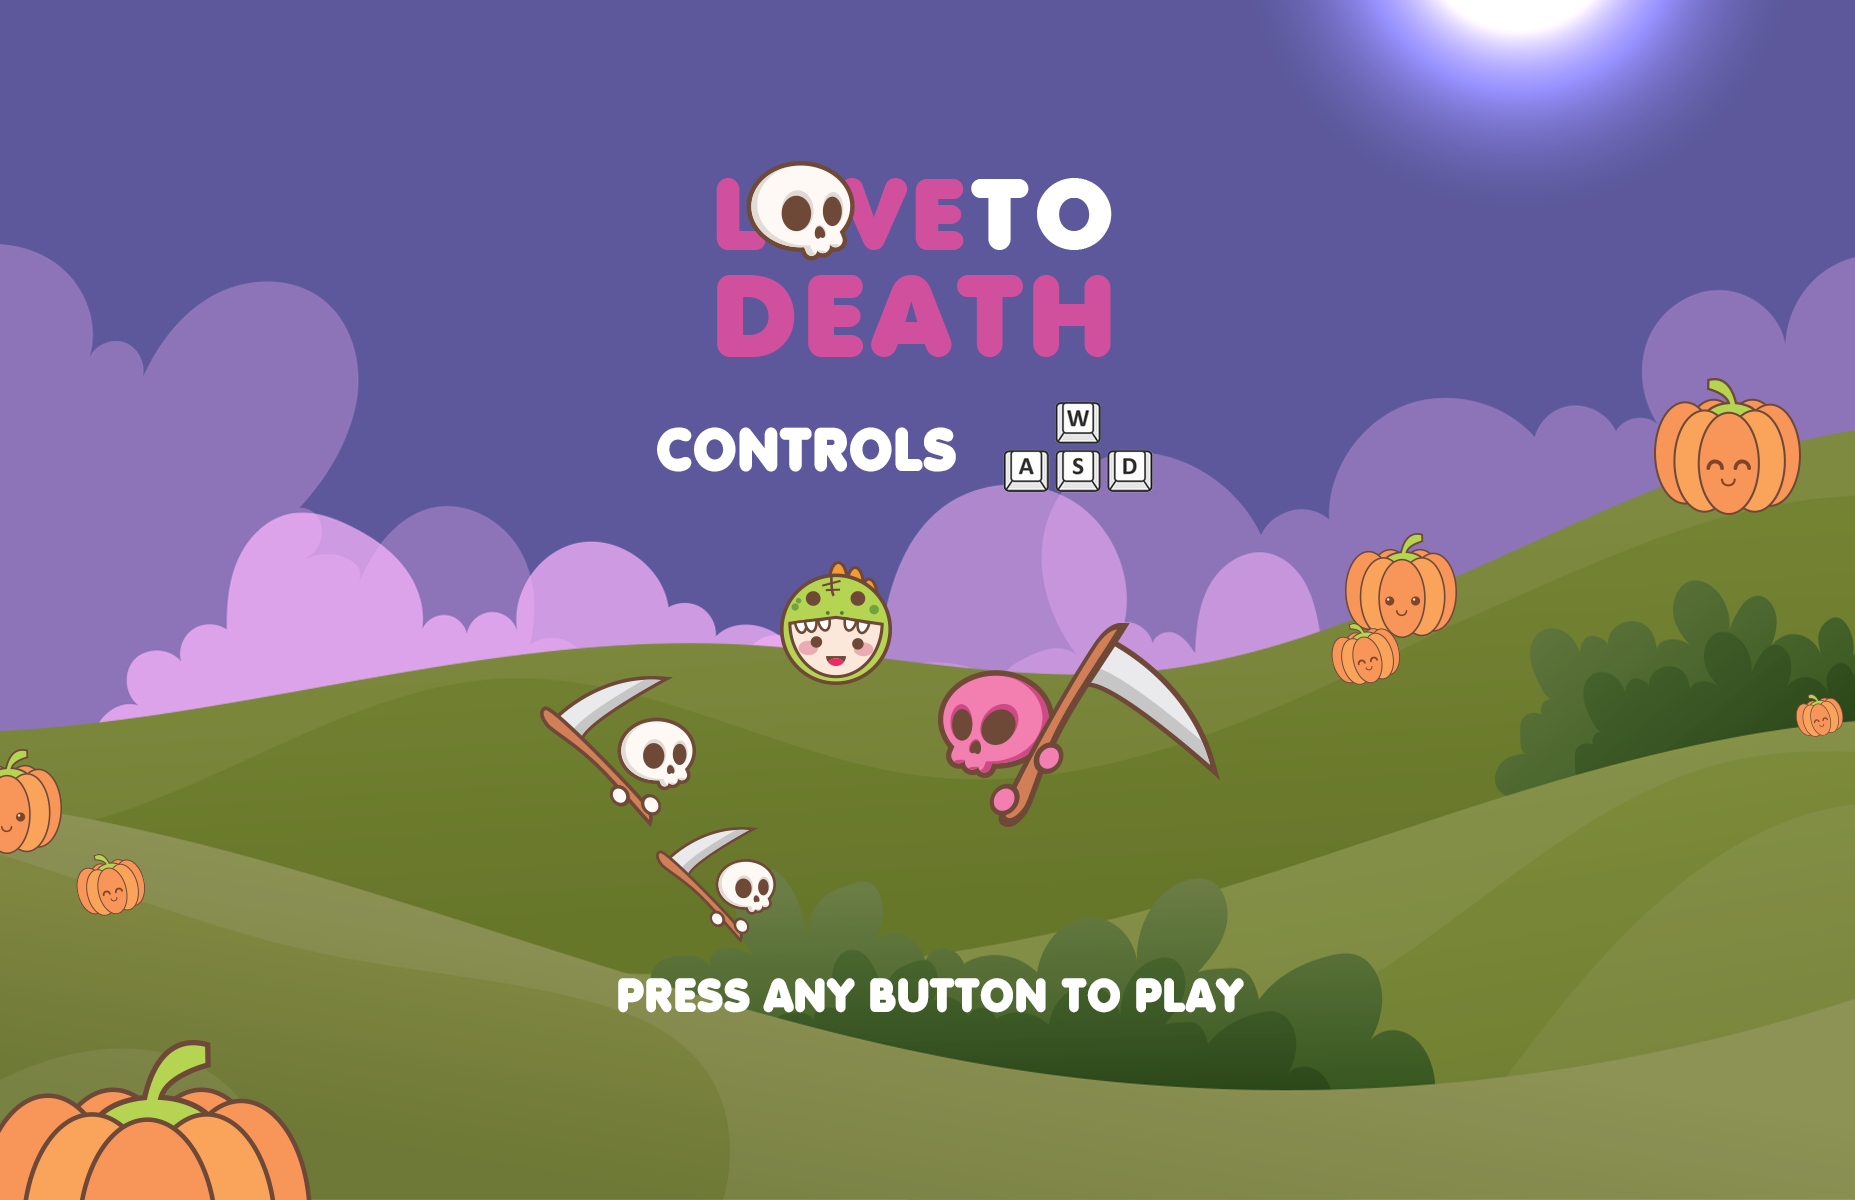 LOVE TO
DEATH
CONTROLS
W
A S D
PRESS ANY BUTTON TO PLAY